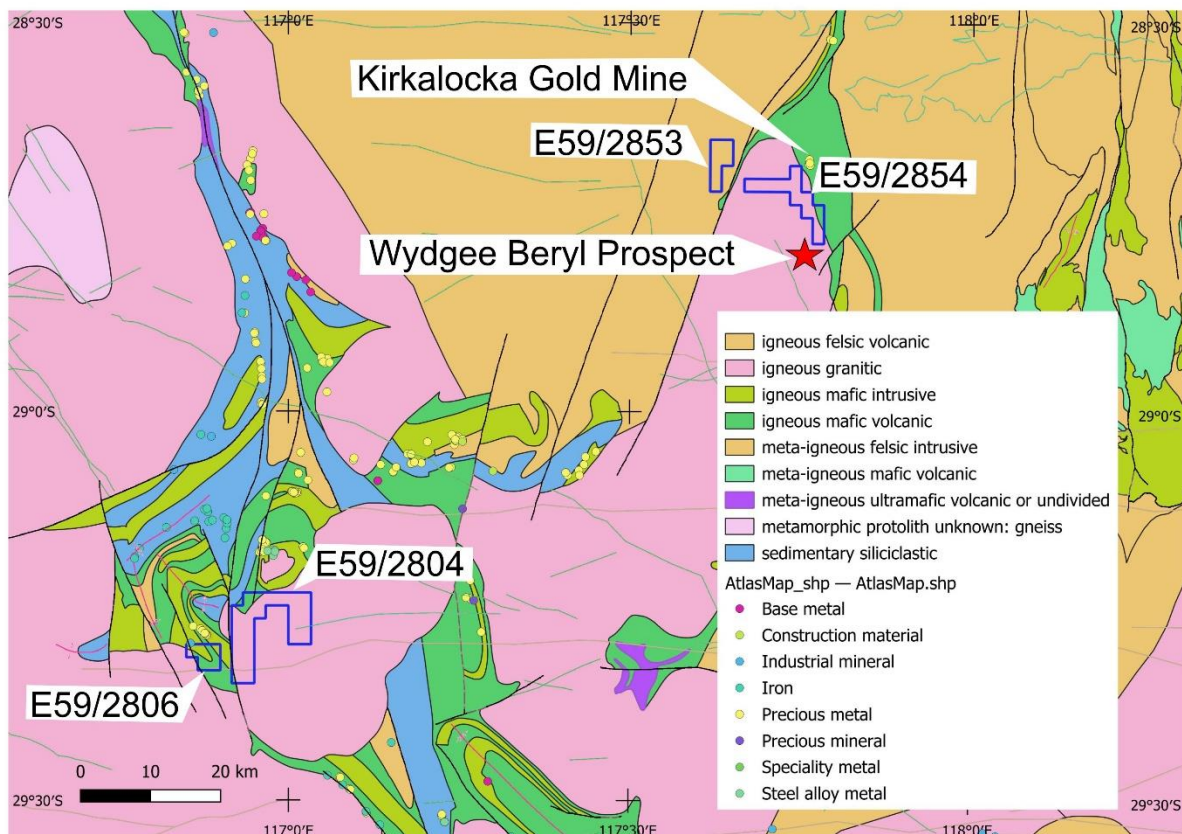 28°30'S
117°0'E
117°30'E
118°0'E
28°30'S
Kirkalocka Gold Mine
E59/2853
E59/2854
Wydgee Beryl Prospect
29°0'S
29°0'S
igneous felsic volcanic
igneous granitic
igneous mafic intrusive
igneous mafic volcanic
meta-igneous felsic intrusive
meta-igneous mafic volcanic
meta-igneous ultramafic volcanic or undivided
metamorphic protolith unknown: gneiss
sedimentary siliciclastic
AtlasMap_shp — AtlasMap.shp
Base metal
Construction material
Industrial mineral
Iron
Precious metal
Precious mineral
Speciality metal
Steel alloy metal
E59/2804
E59/2806
0 10 20 km
29°30'S
29°30'S
117°0'E
117°30'E
118°0'E